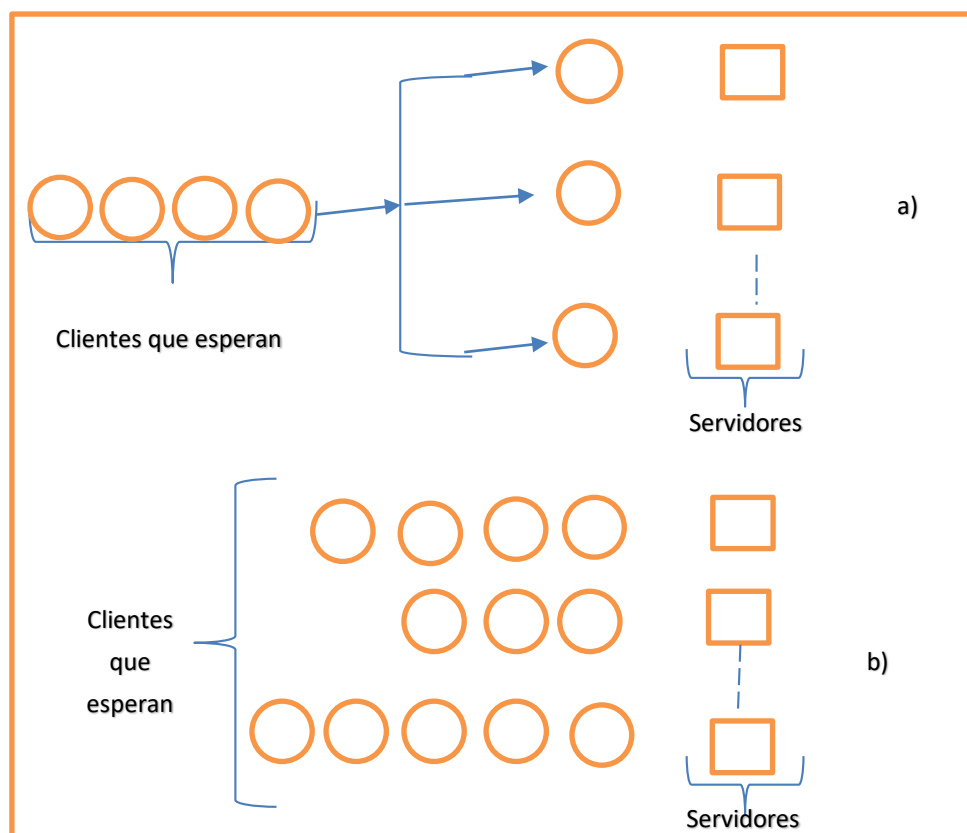 a)
Clientes que esperan
Servidores
Clientes
que
esperan
b)
Servidores